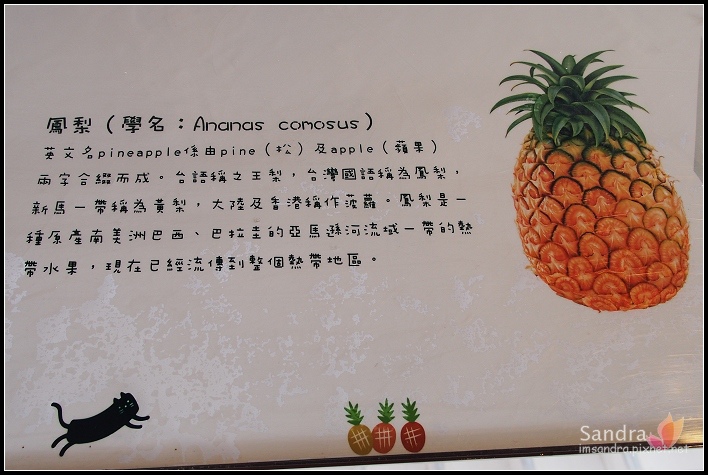 鳳梨（學名：Ananas comosus）
英文名pineapple係由pine（松）及apple（蘋果）
兩字合綴而成。台語稱之王梨，台灣國語稱為鳳梨，
新馬一帶稱為黃梨，大陸及香港稱作菠蘿。鳳梨是一
種原產南美洲巴西、巴拉圭的亞馬遜河流域一帶的熱
帶水果，現在已經流傳到整個熱帶地區。
Sandra
imsandra.pixnet.net